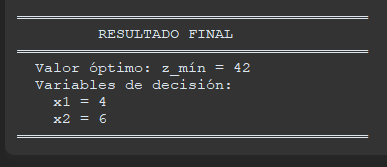 RESULTADO FINAL
Valor óptimo: z_mín = 42
Variables de decisión:
x1 = 4
x2 = 6